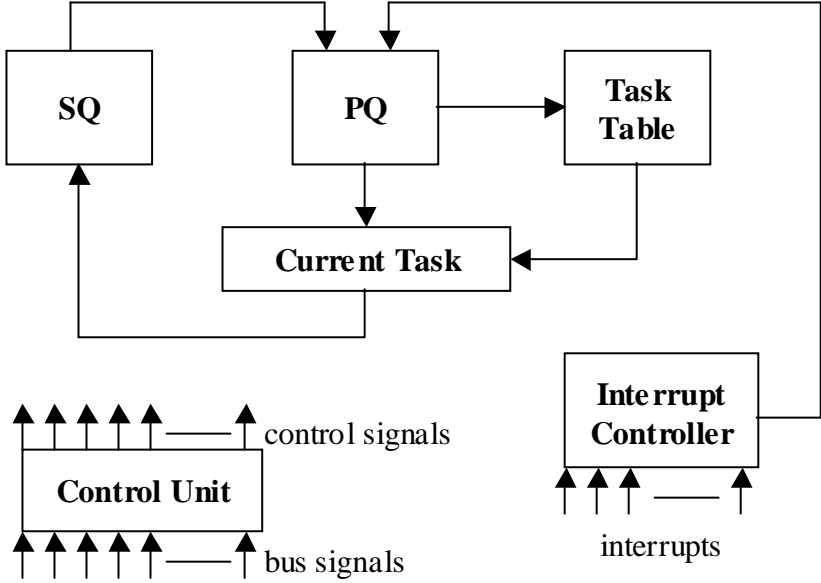 SQ
PQ
Task
Table
Current Task
Interrupt
Controller
control signals
Control Unit
bus signals
interrupts